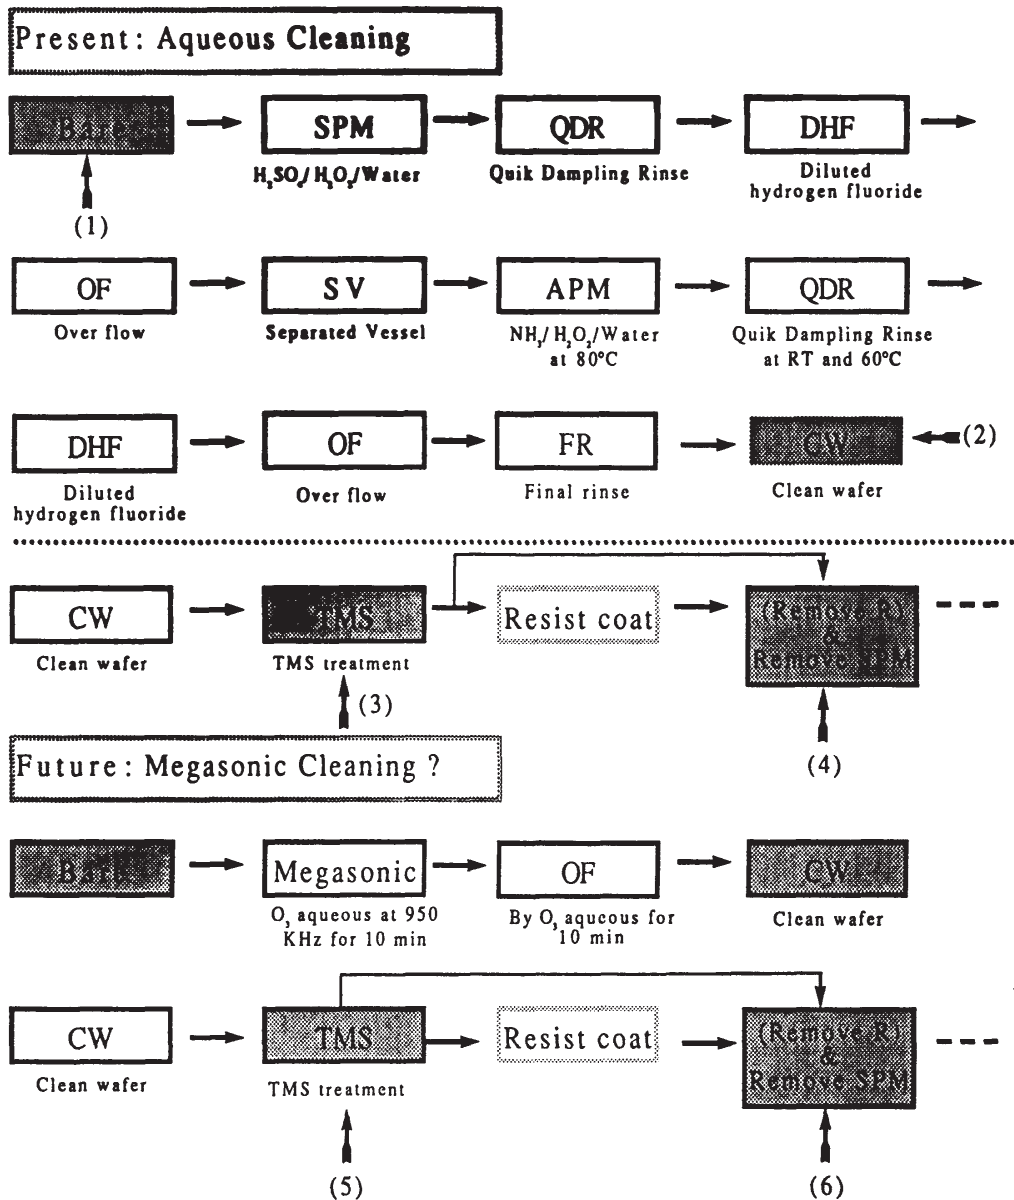 Present: Aqueous Cleaning
Bare → SPM → QDR → DHF →
H₂SO₄/H₂O₂/Water Quik Dampling Rinse Diluted
hydrogen fluoride
(1)
OF → SV → APM → QDR →
Over flow Separated Vessel NH₃/H₂O₂/Water Quik Dampling Rinse
at 80°C at RT and 60°C
DHF → OF → FR → CW (2)
Diluted Over flow Final rinse Clean wafer
hydrogen fluoride
CW → TMS → Resist coat → (Remove R)
&
Remove SPM
Clean wafer TMS treatment
(3)
(4)
Future: Megasonic Cleaning ?
Bare → Megasonic → OF → CW
O₃ aqueous at 950 By O₃ aqueous for Clean wafer
KHz for 10 min 10 min
CW → TMS → Resist coat → (Remove R)
&
Remove SPM
Clean wafer TMS treatment
(5) (6)